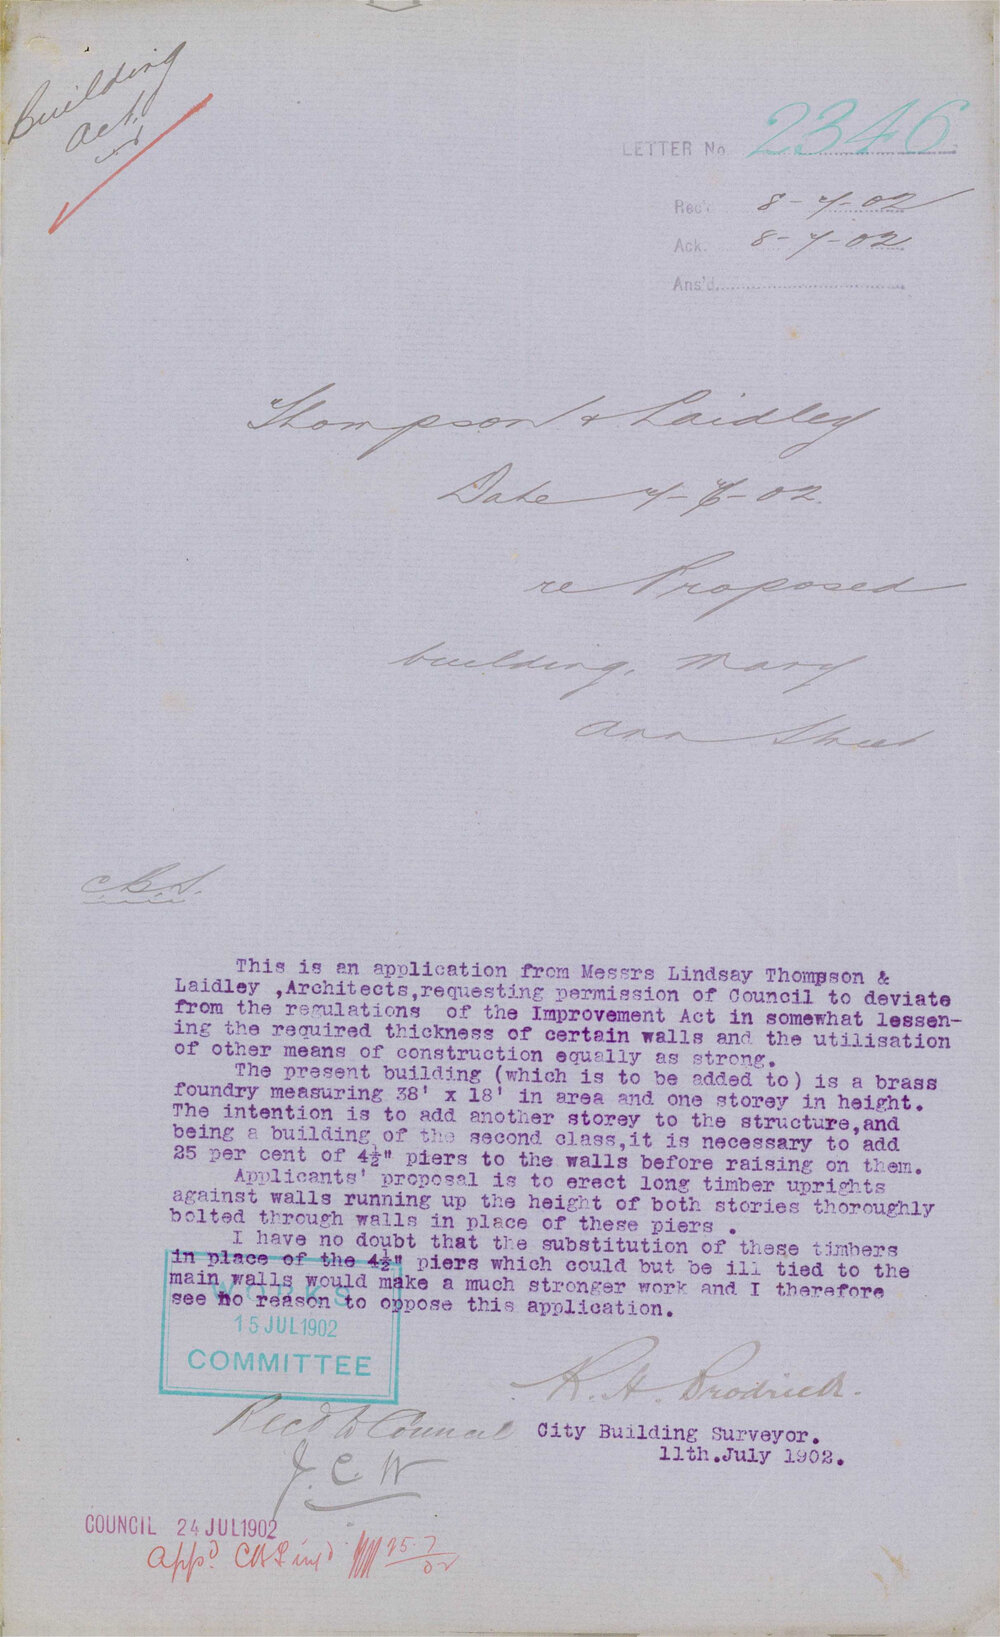 Building
Act.
LETTER No 2346
Rec'd 8-7-02
Ack. 8-7-02
Ans'd
Thompson & Laidley
Date 7-7-02.
re Proposed
building, Mary
Ann Street
C.B.S.
This is an application from Messrs Lindsay Thompson &
Laidley ,Architects,requesting permission of Council to deviate
from the regulations of the Improvement Act in somewhat lessen-
ing the required thickness of certain walls and the utilisation
of other means of construction equally as strong.
The present building (which is to be added to) is a brass
foundry measuring 38' x 18' in area and one storey in height.
The intention is to add another storey to the structure,and
being a building of the second class,it is necessary to add
25 per cent of 4½" piers to the walls before raising on them.
Applicants' proposal is to erect long timber uprights
against walls running up the height of both stories thoroughly
bolted through walls in place of these piers .
I have no doubt that the substitution of these timbers
in place of the 4½" piers which could but be ill tied to the
main walls would make a much stronger work and I therefore
see no reason to oppose this application.
WORKS
15 JUL 1902
COMMITTEE
R. H. Brodrick.
City Building Surveyor.
11th.July 1902.
Recd to Council
J. C. W
COUNCIL 24 JUL 1902
Appd. CBS infd 25.7
02